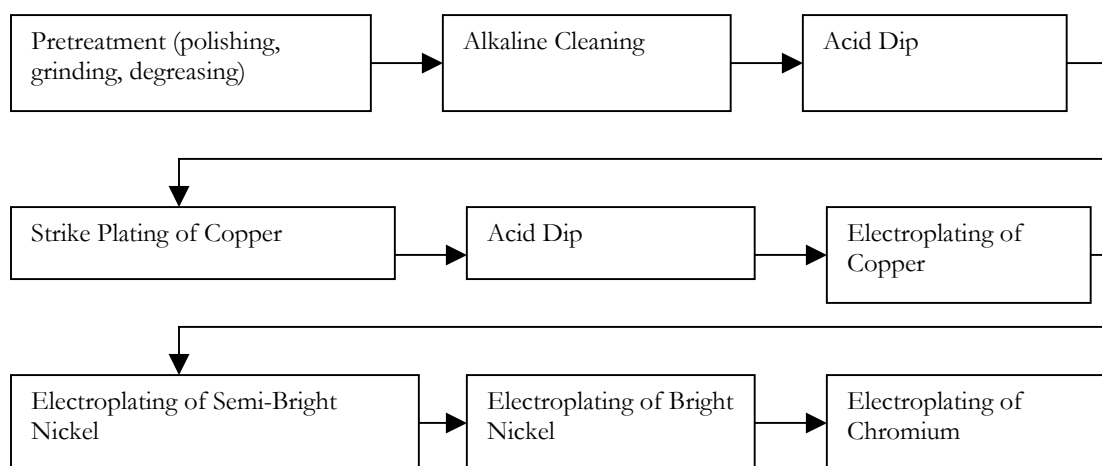 Pretreatment (polishing,
grinding, degreasing)
Alkaline Cleaning
Acid Dip
Strike Plating of Copper
Acid Dip
Electroplating of
Copper
Electroplating of Semi-Bright
Nickel
Electroplating of Bright
Nickel
Electroplating of
Chromium